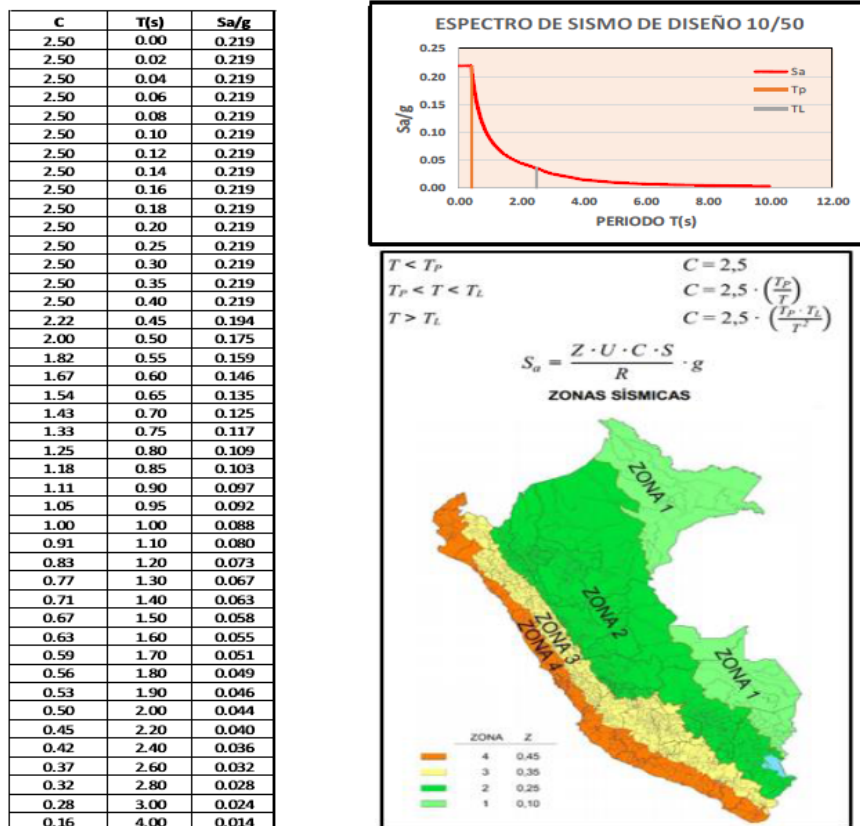 C T(s) Sa/g
2.50 0.00 0.219
2.50 0.02 0.219
2.50 0.04 0.219
2.50 0.06 0.219
2.50 0.08 0.219
2.50 0.10 0.219
2.50 0.12 0.219
2.50 0.14 0.219
2.50 0.16 0.219
2.50 0.18 0.219
2.50 0.20 0.219
2.50 0.25 0.219
2.50 0.30 0.219
2.50 0.35 0.219
2.50 0.40 0.219
2.22 0.45 0.194
2.00 0.50 0.175
1.82 0.55 0.159
1.67 0.60 0.146
1.54 0.65 0.135
1.43 0.70 0.125
1.33 0.75 0.117
1.25 0.80 0.109
1.18 0.85 0.103
1.11 0.90 0.097
1.05 0.95 0.092
1.00 1.00 0.088
0.91 1.10 0.080
0.83 1.20 0.073
0.77 1.30 0.067
0.71 1.40 0.063
0.67 1.50 0.058
0.63 1.60 0.055
0.59 1.70 0.051
0.56 1.80 0.049
0.53 1.90 0.046
0.50 2.00 0.044
0.45 2.20 0.040
0.42 2.40 0.036
0.37 2.60 0.032
0.32 2.80 0.028
0.28 3.00 0.024
0.16 4.00 0.014
ESPECTRO DE SISMO DE DISEÑO 10/50
0.25
0.20
0.15
0.10
0.05
0.00
Sa/g
Sa
Tp
TL
0.00 2.00 4.00 6.00 8.00 10.00 12.00
PERIODO T(s)
T < T_P C = 2,5
T_P < T < T_L C = 2,5 · (T_P/T)
T > T_L C = 2,5 · (T_P · T_L/T²)
S_a = Z · U · C · S / R · g
ZONAS SÍSMICAS
ZONA 1
ZONA 2
ZONA 3
ZONA 4
ZONA 1
ZONA Z
4 0,45
3 0,35
2 0,25
1 0,10